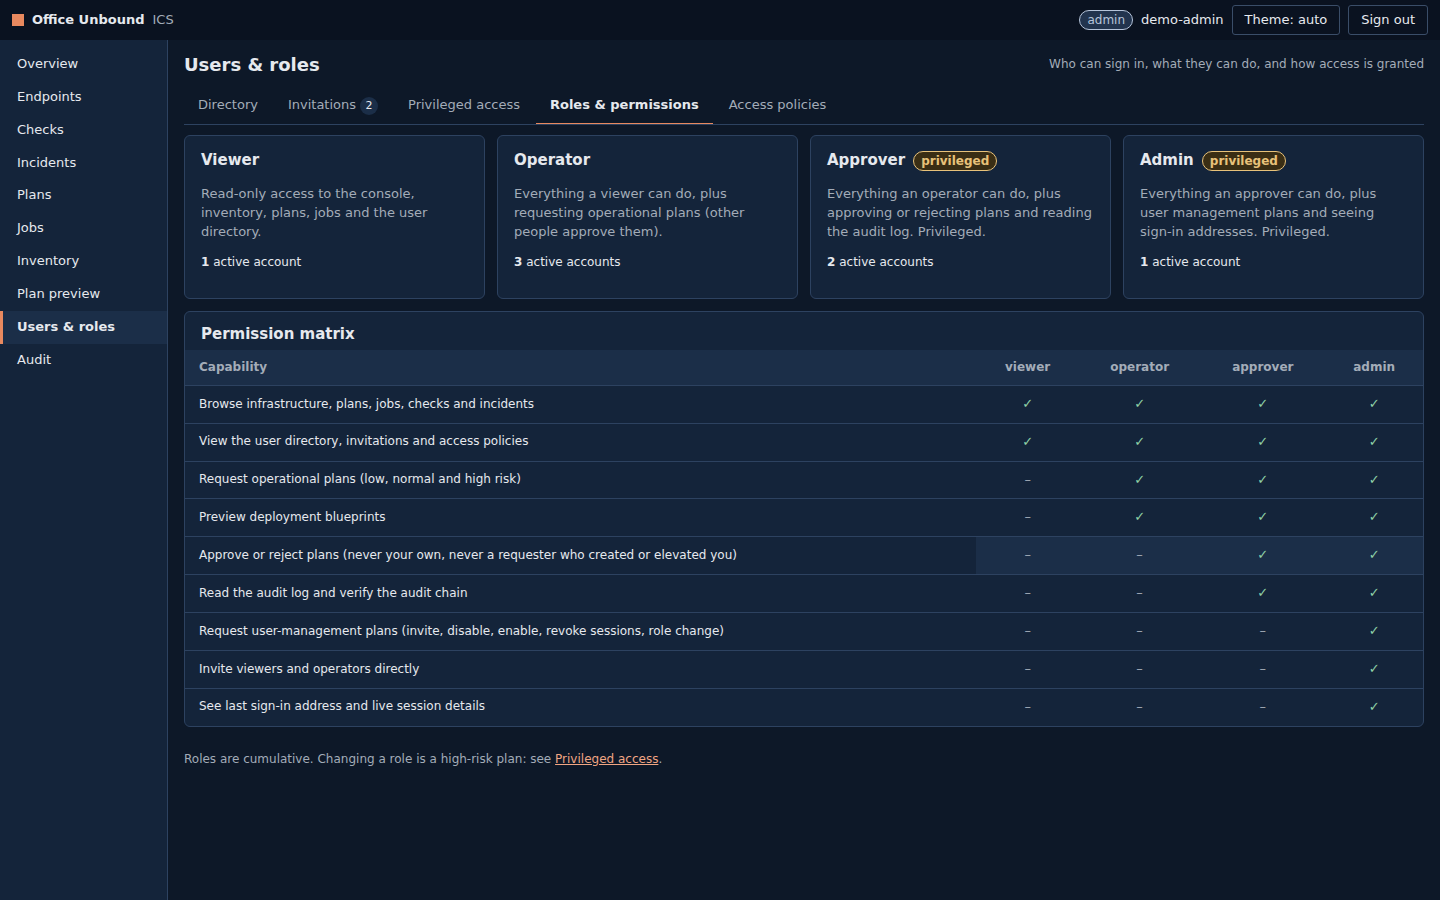 Office Unbound ICS
admin demo-admin Theme: auto Sign out
Overview
Endpoints
Checks
Incidents
Plans
Jobs
Inventory
Plan preview
Users & roles
Audit
Users & roles
Who can sign in, what they can do, and how access is granted
Directory Invitations 2 Privileged access Roles & permissions Access policies
Viewer
Read-only access to the console,
inventory, plans, jobs and the user
directory.
1 active account
Operator
Everything a viewer can do, plus
requesting operational plans (other
people approve them).
3 active accounts
Approver privileged
Everything an operator can do, plus
approving or rejecting plans and reading
the audit log. Privileged.
2 active accounts
Admin privileged
Everything an approver can do, plus
user management plans and seeing
sign-in addresses. Privileged.
1 active account
Permission matrix
Capability viewer operator approver admin
Browse infrastructure, plans, jobs, checks and incidents ✓ ✓ ✓ ✓
View the user directory, invitations and access policies ✓ ✓ ✓ ✓
Request operational plans (low, normal and high risk) – ✓ ✓ ✓
Preview deployment blueprints – ✓ ✓ ✓
Approve or reject plans (never your own, never a requester who created or elevated you) – – ✓ ✓
Read the audit log and verify the audit chain – – ✓ ✓
Request user-management plans (invite, disable, enable, revoke sessions, role change) – – – ✓
Invite viewers and operators directly – – – ✓
See last sign-in address and live session details – – – ✓
Roles are cumulative. Changing a role is a high-risk plan: see Privileged access.